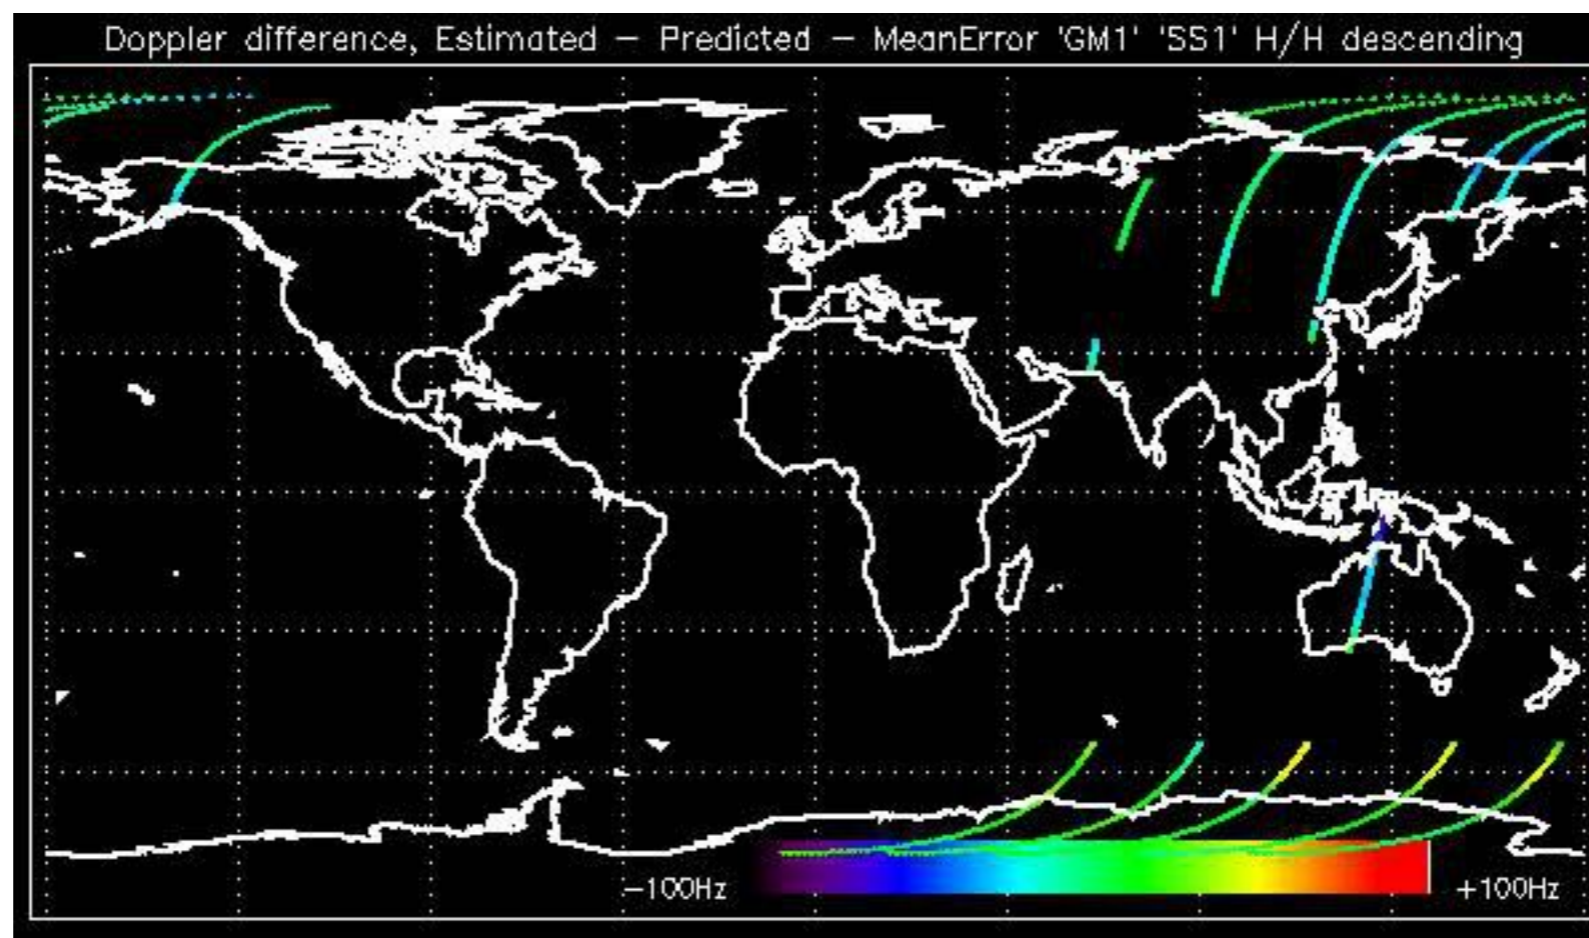 Doppler difference, Estimated – Predicted – MeanError 'GM1' 'SS1' H/H descending
–100Hz +100Hz